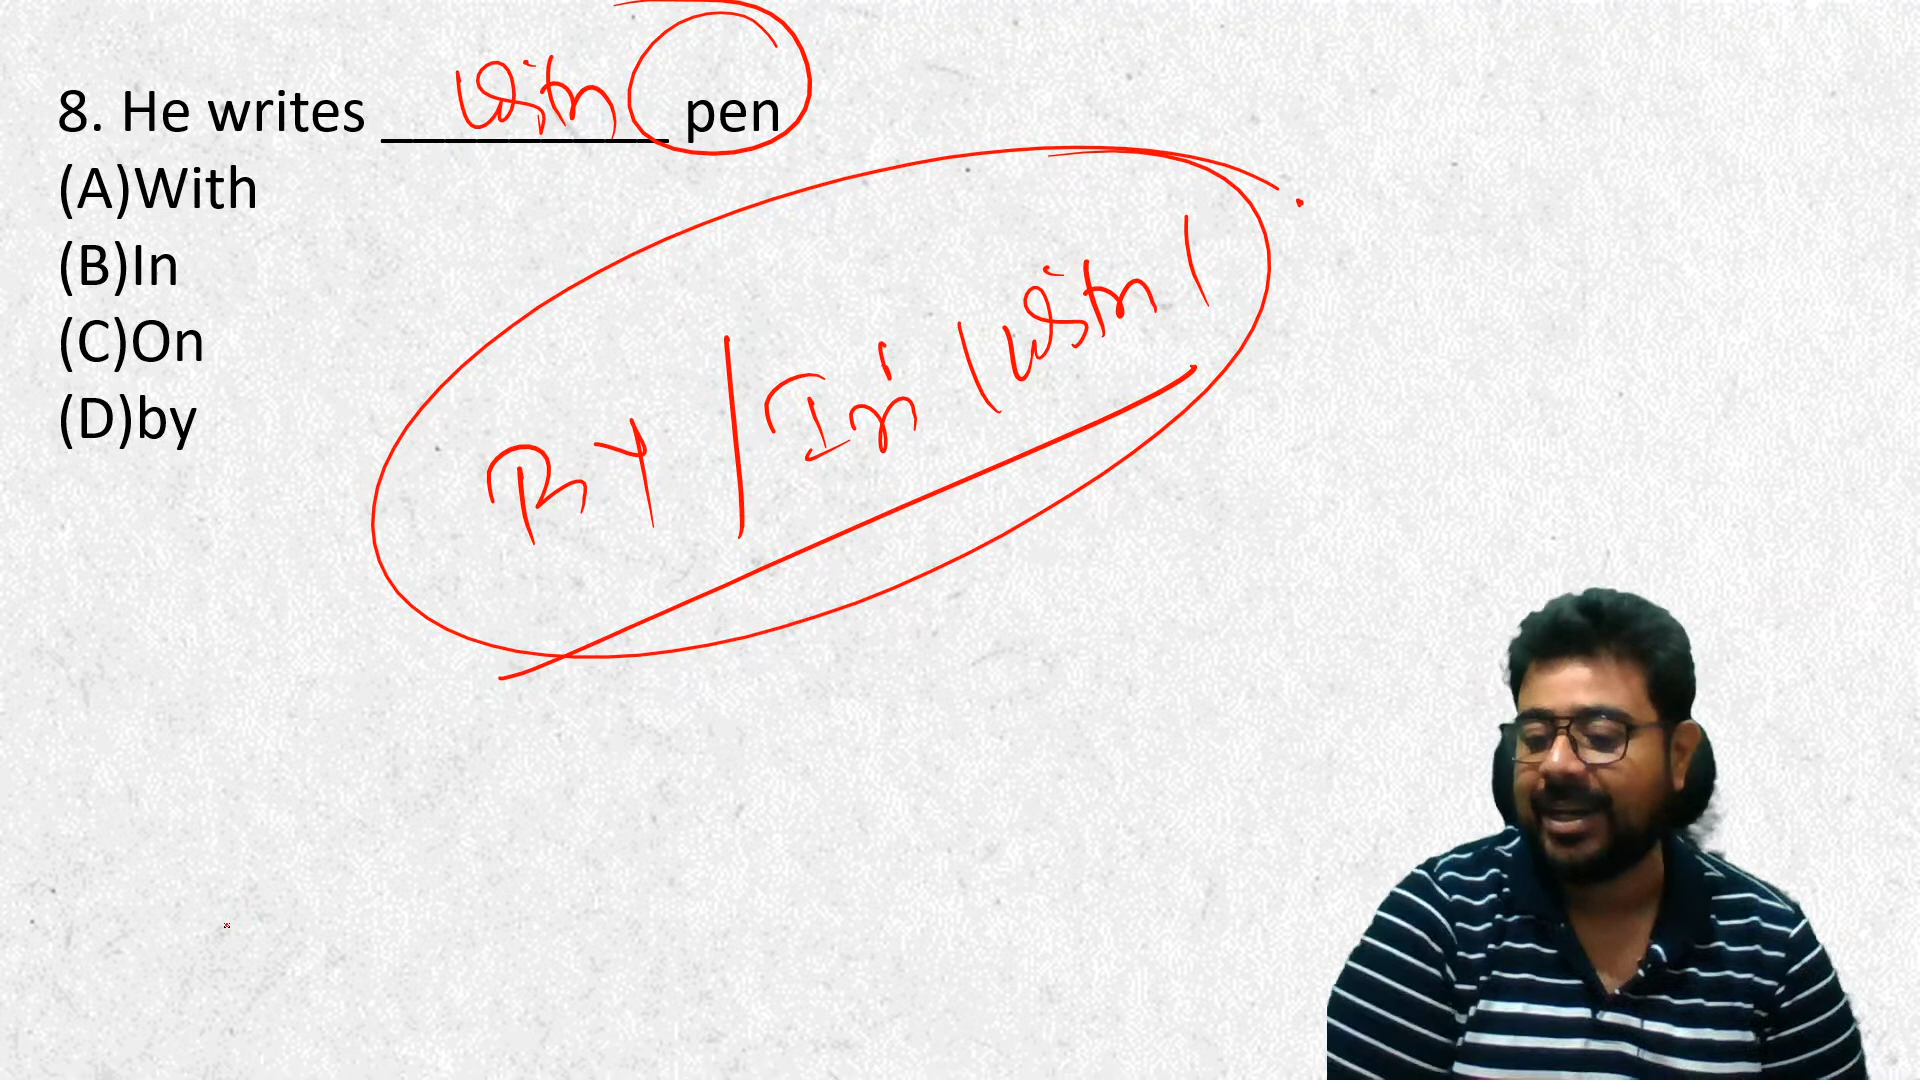 8. He writes with pen
(A)With
(B)In
(C)On
(D)by
BY / In / with /